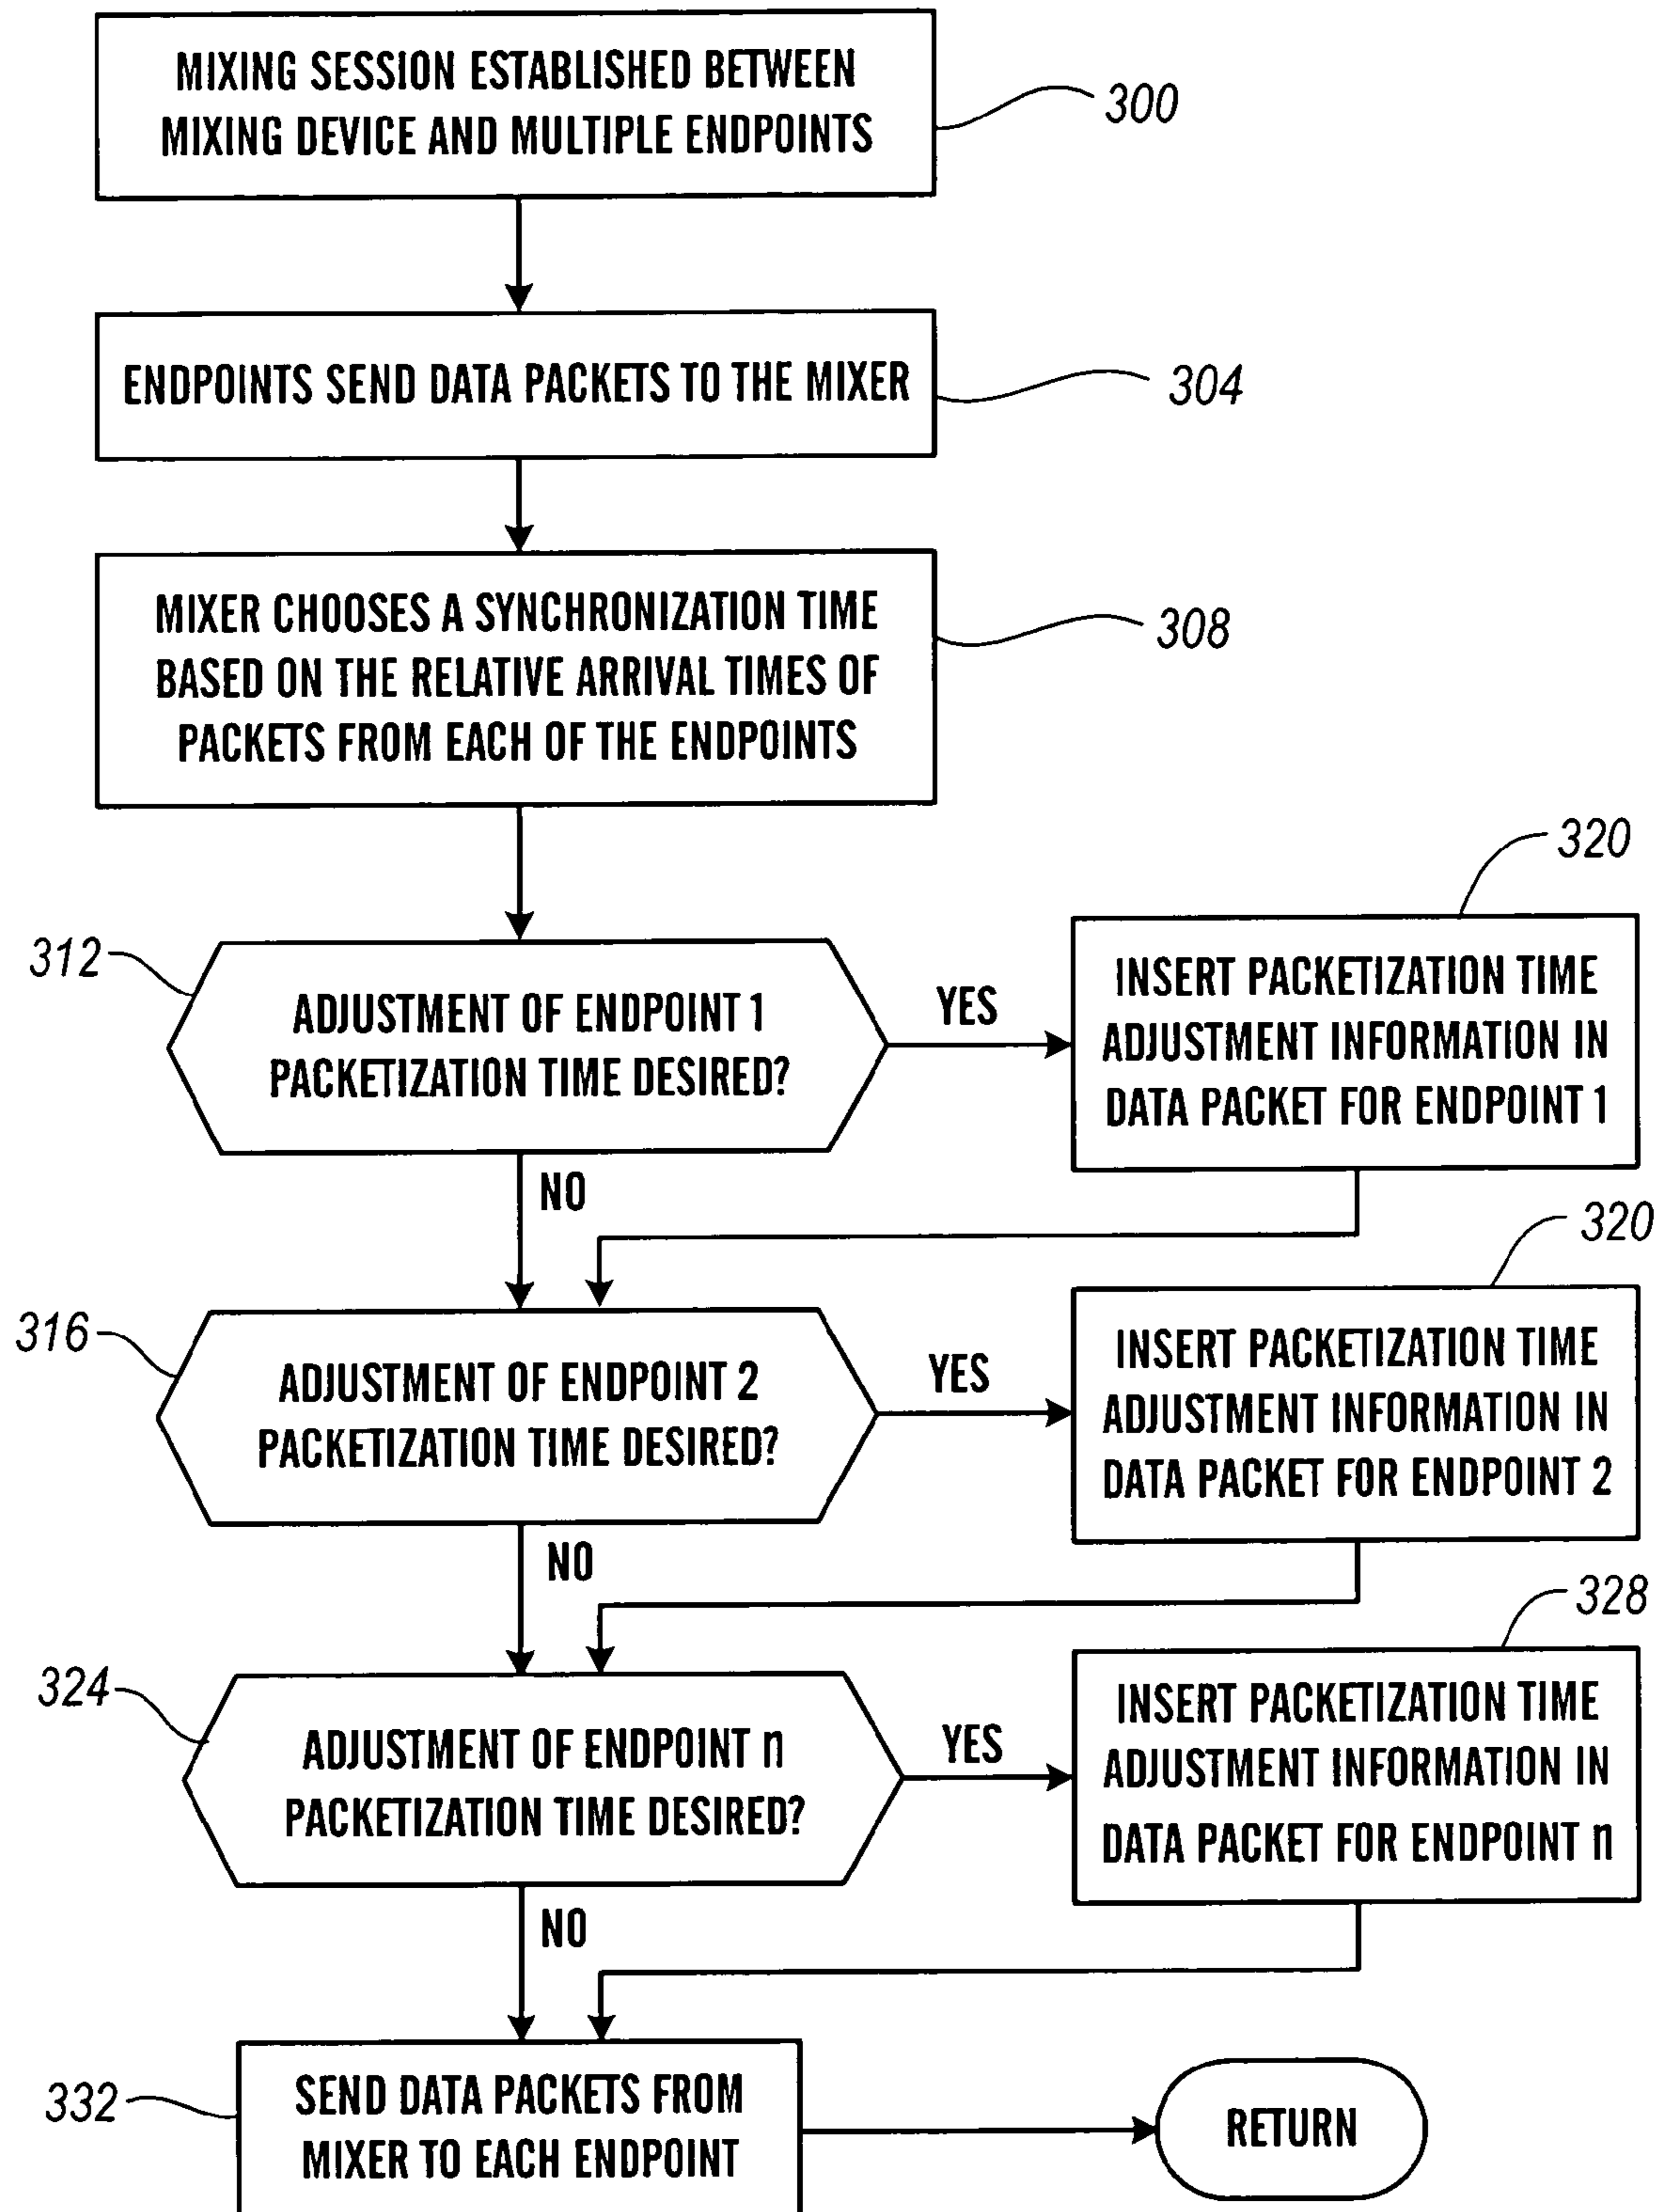 MIXING SESSION ESTABLISHED BETWEEN
MIXING DEVICE AND MULTIPLE ENDPOINTS
300
ENDPOINTS SEND DATA PACKETS TO THE MIXER
304
MIXER CHOOSES A SYNCHRONIZATION TIME
BASED ON THE RELATIVE ARRIVAL TIMES OF
PACKETS FROM EACH OF THE ENDPOINTS
308
312
ADJUSTMENT OF ENDPOINT 1
PACKETIZATION TIME DESIRED?
YES
320
INSERT PACKETIZATION TIME
ADJUSTMENT INFORMATION IN
DATA PACKET FOR ENDPOINT 1
NO
316
ADJUSTMENT OF ENDPOINT 2
PACKETIZATION TIME DESIRED?
YES
320
INSERT PACKETIZATION TIME
ADJUSTMENT INFORMATION IN
DATA PACKET FOR ENDPOINT 2
NO
324
ADJUSTMENT OF ENDPOINT n
PACKETIZATION TIME DESIRED?
YES
328
INSERT PACKETIZATION TIME
ADJUSTMENT INFORMATION IN
DATA PACKET FOR ENDPOINT n
NO
332
SEND DATA PACKETS FROM
MIXER TO EACH ENDPOINT
RETURN